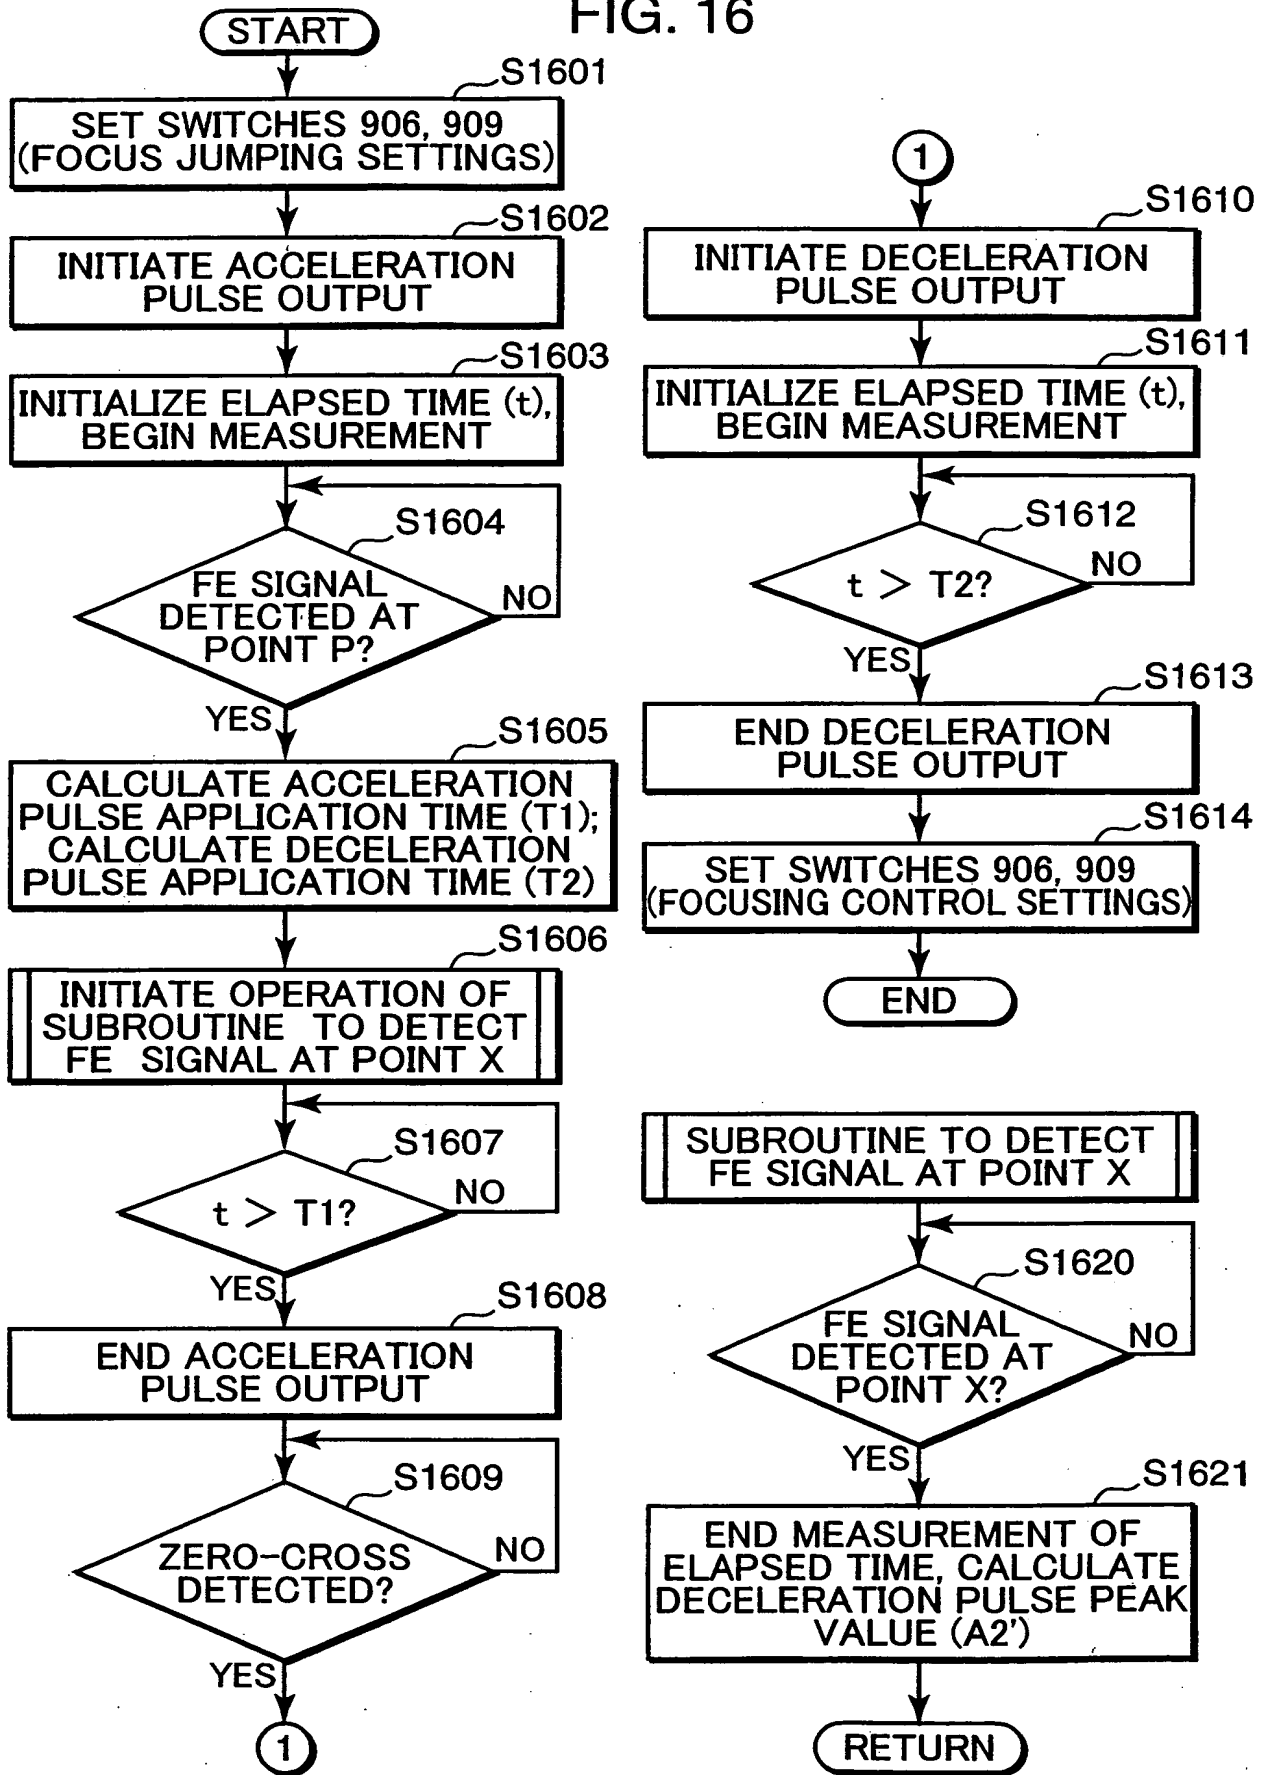 FIG. 16
START
S1601
SET SWITCHES 906, 909
(FOCUS JUMPING SETTINGS)
S1602
INITIATE ACCELERATION
PULSE OUTPUT
S1603
INITIALIZE ELAPSED TIME (t),
BEGIN MEASUREMENT
S1604
FE SIGNAL
DETECTED AT
POINT P?
NO
YES
S1605
CALCULATE ACCELERATION
PULSE APPLICATION TIME (T1);
CALCULATE DECELERATION
PULSE APPLICATION TIME (T2)
S1606
INITIATE OPERATION OF
SUBROUTINE TO DETECT
FE SIGNAL AT POINT X
S1607
t > T1?
NO
YES
S1608
END ACCELERATION
PULSE OUTPUT
S1609
ZERO-CROSS
DETECTED?
NO
YES
1
1
S1610
INITIATE DECELERATION
PULSE OUTPUT
S1611
INITIALIZE ELAPSED TIME (t),
BEGIN MEASUREMENT
S1612
t > T2?
NO
YES
S1613
END DECELERATION
PULSE OUTPUT
S1614
SET SWITCHES 906, 909
(FOCUSING CONTROL SETTINGS)
END
SUBROUTINE TO DETECT
FE SIGNAL AT POINT X
S1620
FE SIGNAL
DETECTED AT
POINT X?
NO
YES
S1621
END MEASUREMENT OF
ELAPSED TIME, CALCULATE
DECELERATION PULSE PEAK
VALUE (A2')
RETURN